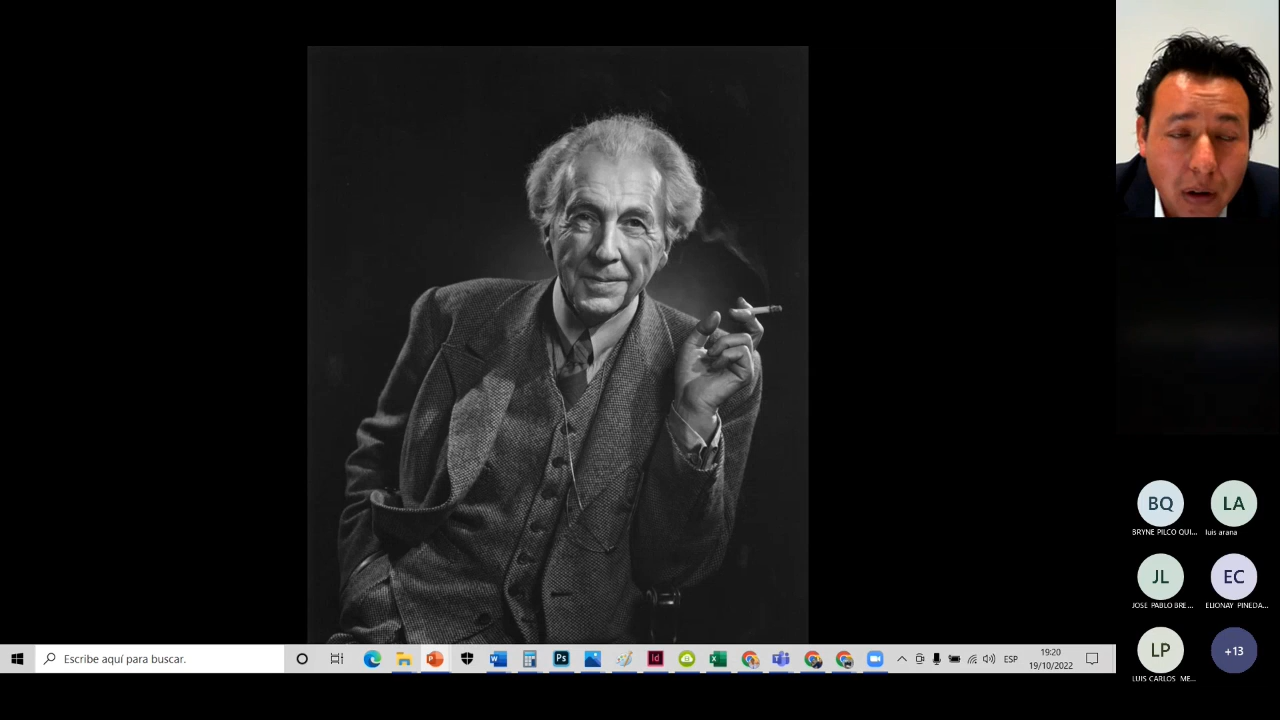 BQ
LA
BRYNE PILCO QUI...
luis arana
JL
EC
JOSE PABLO BRE...
ELIONAY PINEDA...
LP
+13
LUIS CARLOS ME...
Escribe aquí para buscar.
ESP
19:20
19/10/2022